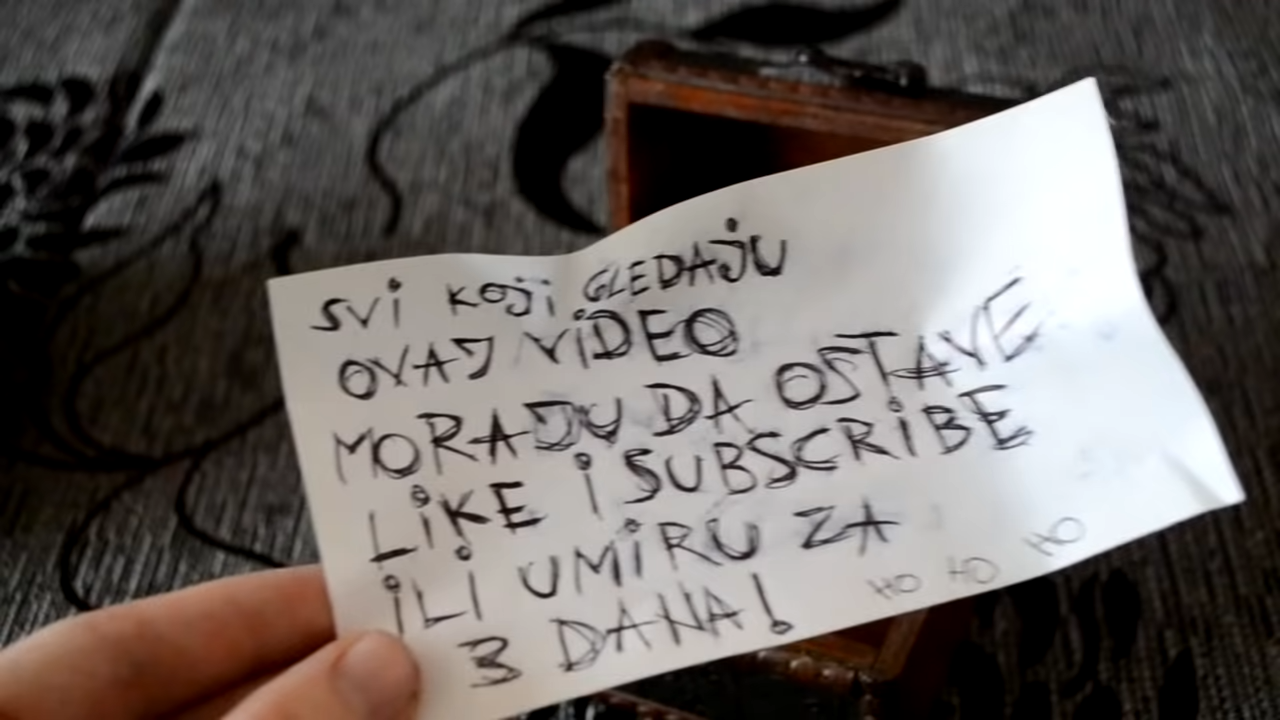 SVi KOji GLEDAJU
OVAJ ViDEO
MORAJU DA OSTAVE
LiKE i SUBSCRiBE
iLi UMiRU ZA
3 DANA!
HO HO HO